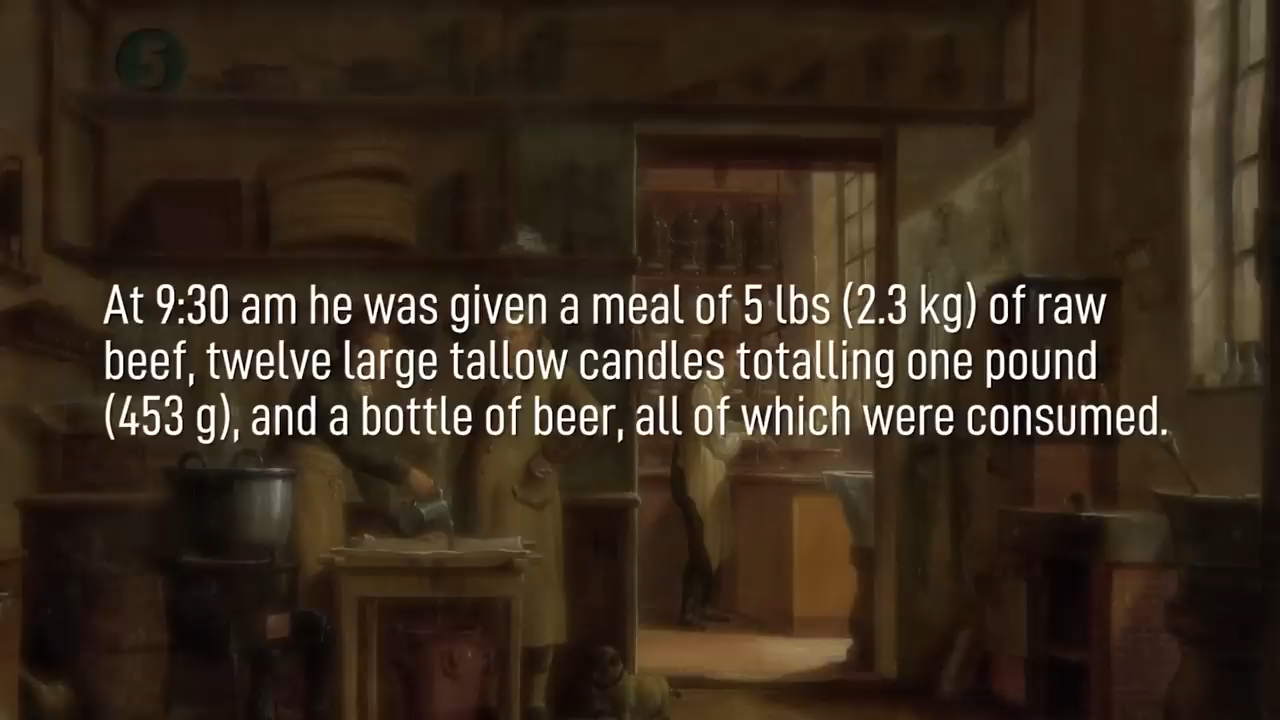 5
At 9:30 am he was given a meal of 5 lbs (2.3 kg) of raw
beef, twelve large tallow candles totalling one pound
(453 g), and a bottle of beer, all of which were consumed.